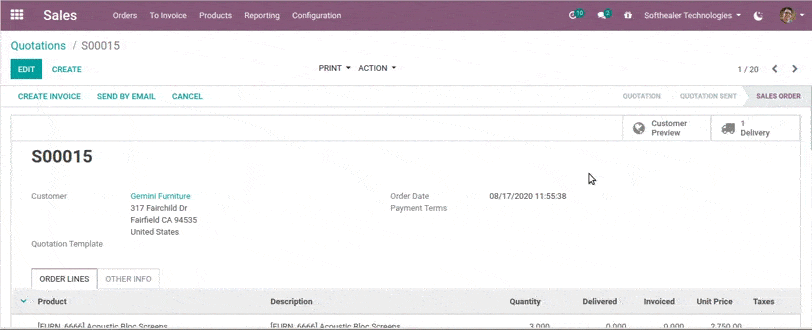 Sales Orders To Invoice Products Reporting Configuration 10 2 Softhealer Technologies
Quotations / S00015
EDIT CREATE PRINT ACTION 1 / 20
CREATE INVOICE SEND BY EMAIL CANCEL QUOTATION QUOTATION SENT SALES ORDER
Customer Preview
1 Delivery
S00015
Customer Gemini Furniture Order Date 08/17/2020 11:55:38
317 Fairchild Dr Payment Terms
Fairfield CA 94535
United States
Quotation Template
ORDER LINES OTHER INFO
Product Description Quantity Delivered Invoiced Unit Price Taxes
[FURN_6666] Acoustic Bloc Screens [FURN_6666] Acoustic Bloc Screens 3.000 0.000 0.000 2,750.00